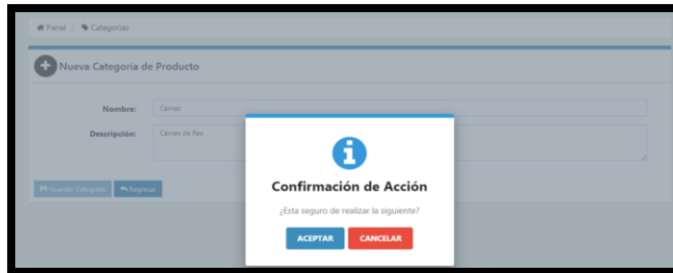 Panel / Categorias
Nueva Categoria de Producto
Nombre: Carnes
Descripción: Carnes de Res
Guardar Categoria Regresar
Confirmación de Acción
¿Esta seguro de realizar la siguiente?
ACEPTAR CANCELAR